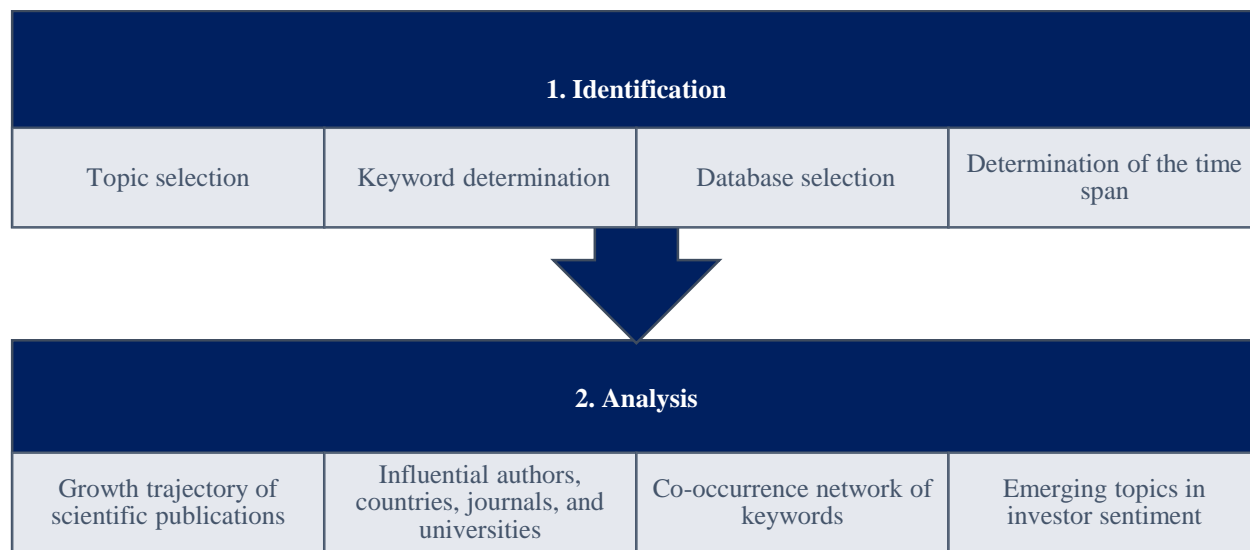 1. Identification
Topic selection
Keyword determination
Database selection
Determination of the time
span
2. Analysis
Growth trajectory of
scientific publications
Influential authors,
countries, journals, and
universities
Co-occurrence network of
keywords
Emerging topics in
investor sentiment